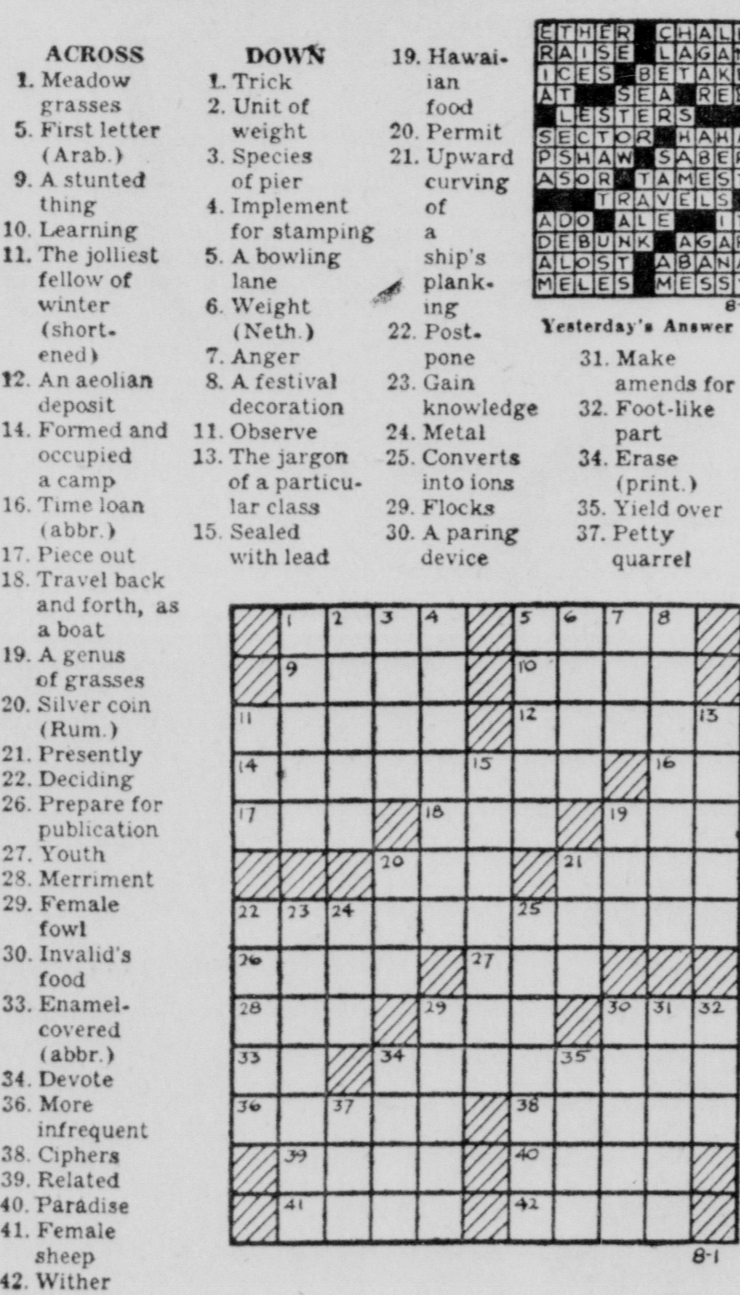 ACROSS
1. Meadow
grasses
5. First letter
(Arab.)
9. A stunted
thing
10. Learning
11. The jolliest
fellow of
winter
(short-
ened)
12. An aeolian
deposit
14. Formed and
occupied
a camp
16. Time loan
(abbr.)
17. Piece out
18. Travel back
and forth, as
a boat
19. A genus
of grasses
20. Silver coin
(Rum.)
21. Presently
22. Deciding
26. Prepare for
publication
27. Youth
28. Merriment
29. Female
fowl
30. Invalid's
food
33. Enamel-
covered
(abbr.)
34. Devote
36. More
infrequent
38. Ciphers
39. Related
40. Paradise
41. Female
sheep
42. Wither
DOWN
1. Trick
2. Unit of
weight
3. Species
of pier
4. Implement
for stamping
5. A bowling
lane
6. Weight
(Neth.)
7. Anger
8. A festival
decoration
11. Observe
13. The jargon
of a particu-
lar class
15. Sealed
with lead
19. Hawai-
ian
food
20. Permit
21. Upward
curving
of
a
ship's
plank-
ing
22. Post-
pone
23. Gain
knowledge
24. Metal
25. Converts
into ions
29. Flocks
30. A paring
device
ETHER CHAL
RAISE LAGA
ICES BETAK
AT SEA RE
LESTERS
SECTOR HAH
PSHAW SABE
ASOR TAMES
TRAVELS
ADO ALE I
DEBUNK AGA
ALOST ABAN
MELES MESS
8-
Yesterday's Answer
31. Make
amends for
32. Foot-like
part
34. Erase
(print.)
35. Yield over
37. Petty
quarrel
1 2 3 4 5 6 7 8
9 10
11 12 13
14 15 16
17 18 19
20 21
22 23 24 25
26 27
28 29 30 31 32
33 34 35
36 37 38
39 40
41 42
8-1